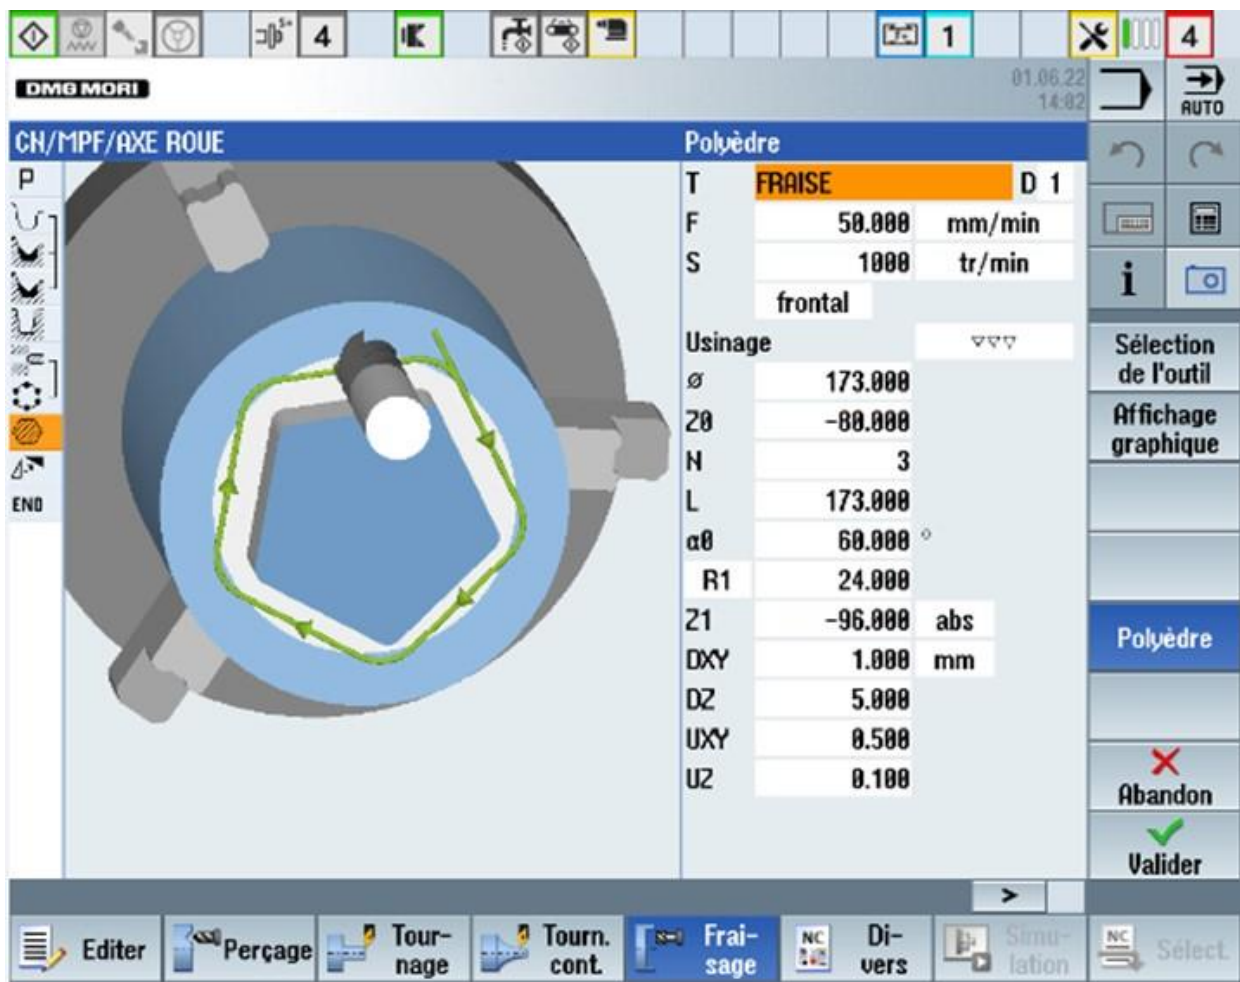 4
1
4
DMG MORI
01.06.22
14:02
AUTO
CN/MPF/AXE ROUE
Polyèdre
P
END
T FRAISE D 1
F 50.000 mm/min
S 1000 tr/min
frontal
Usinage ▽▽▽
ø 173.000
Z0 -80.000
N 3
L 173.000
α0 60.000 °
R1 24.000
Z1 -96.000 abs
DXY 1.000 mm
DZ 5.000
UXY 0.500
UZ 0.100
i
Sélection
de l'outil
Affichage
graphique
Polyèdre
Abandon
Valider
>
Editer
Perçage
Tour-
nage
Tourn.
cont.
Frai-
sage
NC
Di-
vers
Simu-
lation
NC
Sélect.